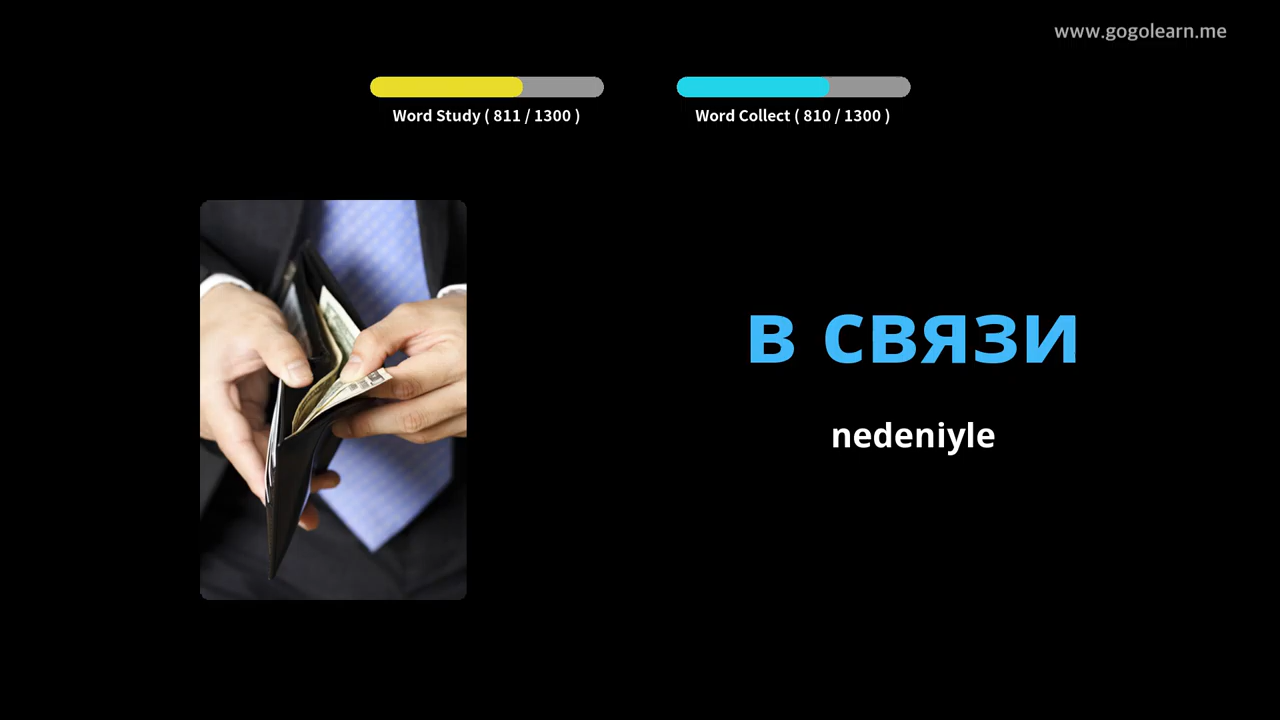 www.gogolearn.me
Word Study ( 811 / 1300 )
Word Collect ( 810 / 1300 )
в связи
nedeniyle